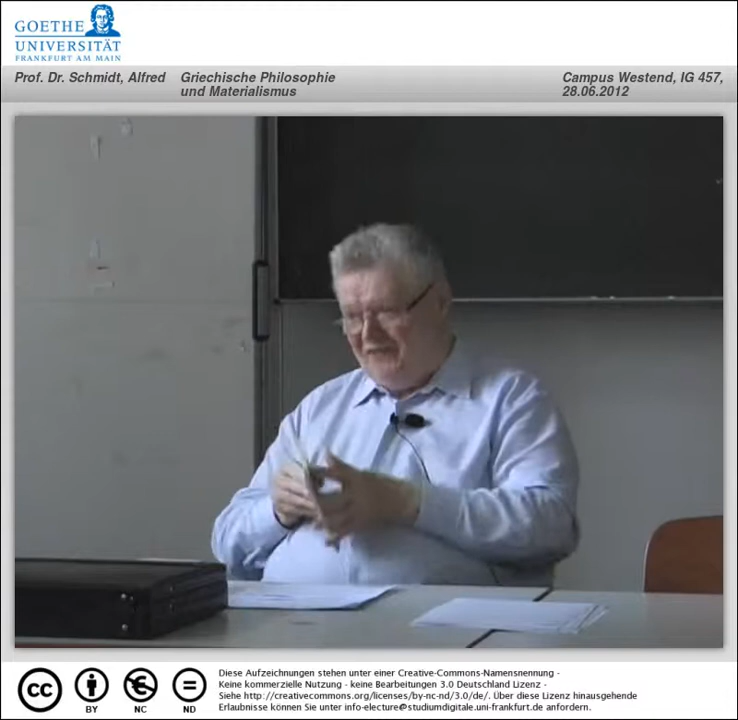 GOETHE
UNIVERSITÄT
FRANKFURT AM MAIN
Prof. Dr. Schmidt, Alfred Griechische Philosophie Campus Westend, IG 457,
und Materialismus 28.06.2012
cc BY NC ND
Diese Aufzeichnungen stehen unter einer Creative-Commons-Namensnennung -
Keine kommerzielle Nutzung - keine Bearbeitungen 3.0 Deutschland Lizenz -
Siehe http://creativecommons.org/licenses/by-nc-nd/3.0/de/. Über diese Lizenz hinausgehende
Erlaubnisse können Sie unter info-electure@studiumdigitale.uni-frankfurt.de anfordern.